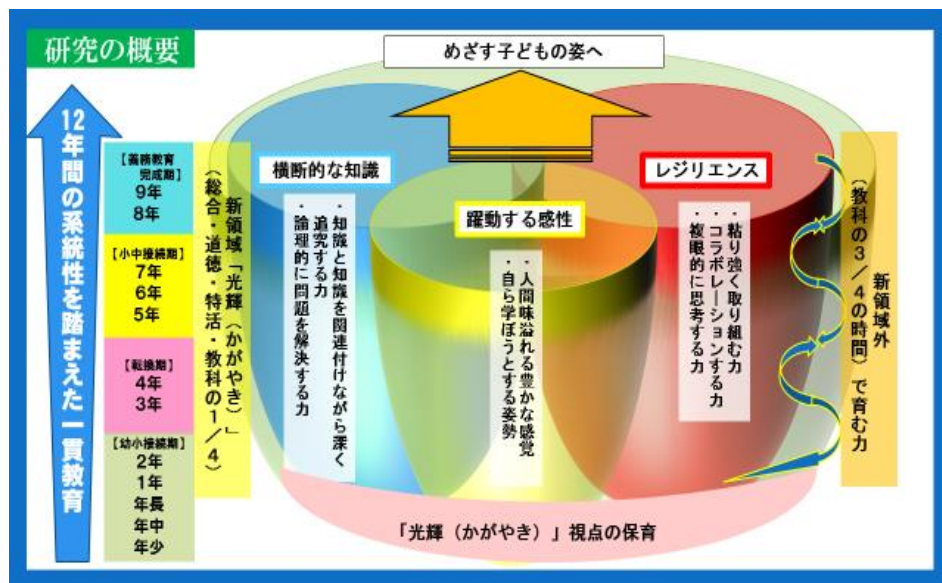 研究の概要
めざす子どもの姿へ
12年間の系統性を踏まえた一貫教育
【義務教育
完成期】
9年
8年
【小中接続期】
7年
6年
5年
【転換期】
4年
3年
【幼小接続期】
2年
1年
年長
年中
年少
新領域「光輝（かがやき）」
（総合・道徳・特活・教科の1/4）
横断的な知識
・知識と知識を関連付けながら深く
追究する力
・論理的に問題を解決する力
躍動する感性
・人間味溢れる豊かな感覚
・自ら学ぼうとする姿勢
レジリエンス
・粘り強く取り組む力
・コラボレーションする力
・複眼的に思考する力
新領域外
（教科の3/4の時間）で育む力
「光輝（かがやき）」視点の保育